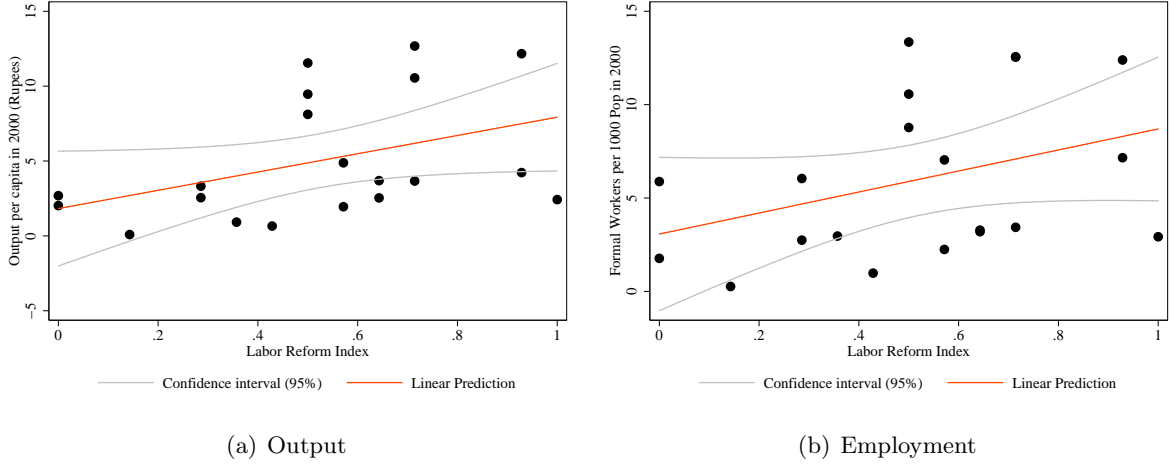 15
10
5
0
−5
Output per capita in 2000 (Rupees)
0 .2 .4 .6 .8 1
Labor Reform Index
Confidence interval (95%) Linear Prediction
(a) Output
15
10
5
0
Formal Workers per 1000 Pop in 2000
0 .2 .4 .6 .8 1
Labor Reform Index
Confidence interval (95%) Linear Prediction
(b) Employment